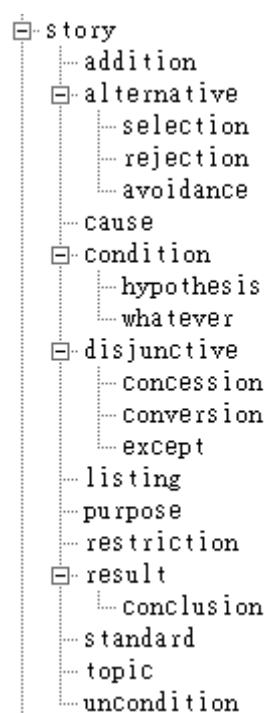 story
addition
alternative
selection
rejection
avoidance
cause
condition
hypothesis
whatever
disjunctive
concession
conversion
except
listing
purpose
restriction
result
conclusion
standard
topic
uncondition